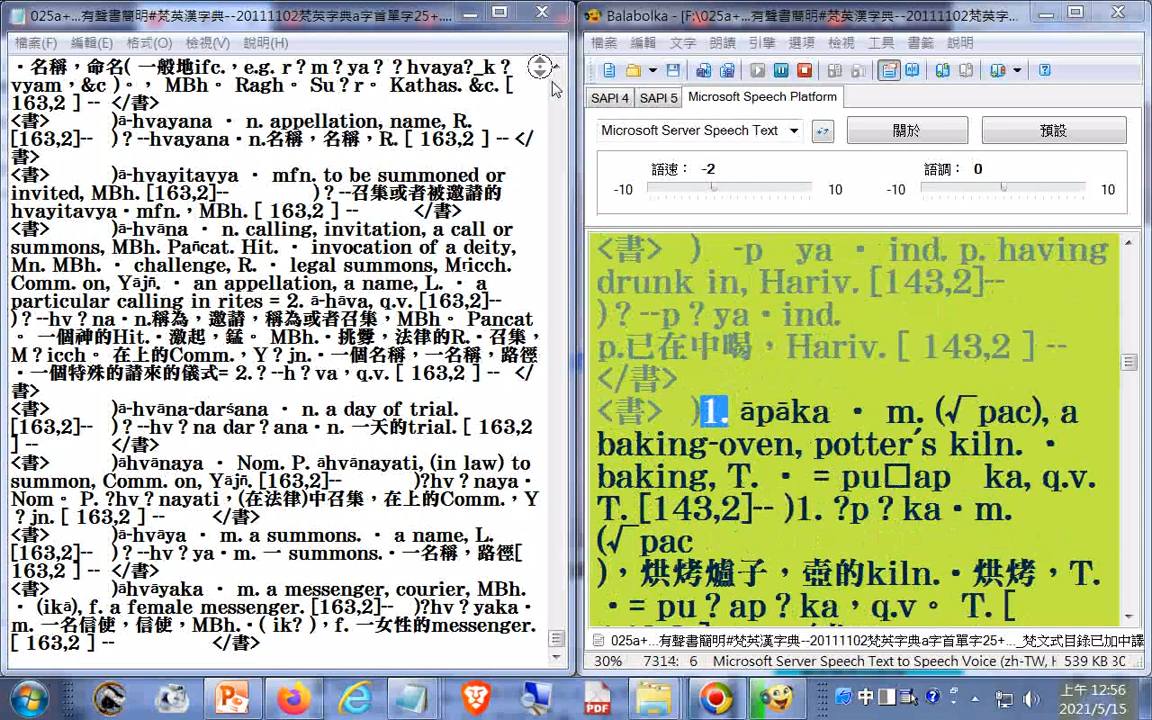 025a+...有聲書簡明#梵英漢字典--20111102梵英字典a字首單字25+...
檔案(F) 編輯(E) 格式(O) 檢視(V) 說明(H)
‧名稱，命名( 一般地ifc.，e.g. r？m？ya？？hvaya?_k？
vyam，&c )。，MBh。Ragh。Su？r。Kathas. &c. [
163,2] -- </書>
<書> )ā-hvayana ‧ n. appellation, name, R.
[163,2]-- )？--hvayana‧n.名稱，名稱，R. [ 163,2 ] -- </
書>
<書> )ā-hvayitavya ‧ mfn. to be summoned or
invited, MBh. [163,2]-- )？--召集或者被邀請的
hvayitavya‧mfn.，MBh. [ 163,2 ] -- </書>
<書> )ā-hvāna ‧ n. calling, invitation, a call or
summons, MBh. Pañcat. Hit. ‧ invocation of a deity,
Mn. MBh. ‧ challenge, R. ‧ legal summons, Mṛicch.
Comm. on, Yājñ. ‧ an appellation, a name, L. ‧ a
particular calling in rites = 2. ā-hāva, q.v. [163,2]--
)？--hv？na‧n.稱為，邀請，稱為或者召集，MBh。Pancat
。一個神的Hit.‧激起，錳。MBh.‧挑釁，法律的R.‧召集，
M？icch。在上的Comm.，Y？jn.‧一個名稱，一名稱，路徑
‧一個特殊的請來的儀式= 2.？--h？va，q.v. [ 163,2 ] -- </
書>
<書> )ā-hvāna-darśana ‧ n. a day of trial.
[163,2]-- )？--hv？na dar？ana‧n. 一天的trial. [ 163,2
] -- </書>
<書> )āhvānaya ‧ Nom. P. āhvānayati, (in law) to
summon, Comm. on, Yājñ. [163,2]-- )?hv？naya‧
Nom。P. ?hv？nayati，(在法律)中召集，在上的Comm.，Y
？jn. [ 163,2 ] -- </書>
<書> )ā-hvāya ‧ m. a summons. ‧ a name, L.
[163,2]-- )？--hv？ya‧m. 一 summons.‧一名稱，路徑[
163,2 ] -- </書>
<書> )āhvāyaka ‧ m. a messenger, courier, MBh.
‧ (ikā), f. a female messenger. [163,2]-- )?hv？yaka‧
m. 一名信使，信使，MBh.‧( ik？)，f. 一女性的messenger.
[ 163,2 ] -- </書>
Balabolka - [F:\025a+...有聲書簡明#梵英漢字典--20111102梵英字...
檔案 編輯 文字 朗讀 引擎 選項 檢視 工具 書籤 說明
SAPI 4 SAPI 5 Microsoft Speech Platform
Microsoft Server Speech Text 關於 預設
語速: -2 語調: 0
-10 10 -10 10
<書> ) -p ya ‧ ind. p. having
drunk in, Hariv. [143,2]--
)？--p？ya‧ind.
p.已在中喝，Hariv. [ 143,2 ] --
</書>
<書> )1. āpāka ‧ m. (√pac), a
baking-oven, potter's kiln. ‧
baking, T. ‧ = pu□ap ka, q.v.
T. [143,2]-- )1. ?p？ka‧m.
(√pac
)，烘烤爐子，壺的kiln.‧烘烤，T.
‧= pu？ap？ka，q.v。T. [
025a+...有聲書簡明#梵英漢字典--20111102梵英字典a字首單字25+..._梵文式目錄已加中譯
30% 7314: 6 Microsoft Server Speech Text to Speech Voice (zh-TW, H 539 KB 30
PDF 中 上午 12:56
2021/5/15